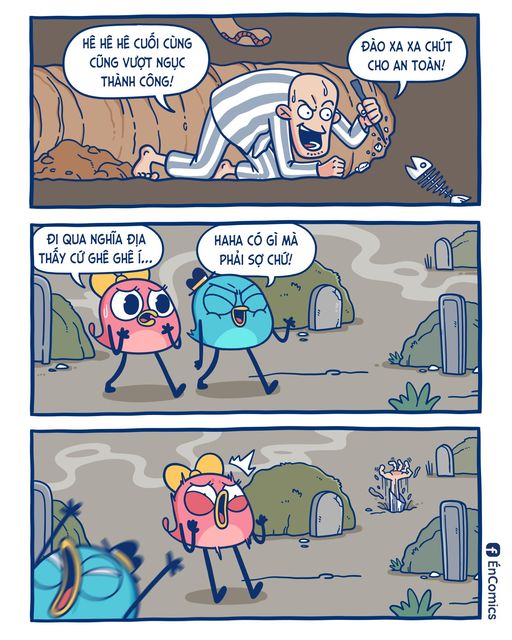 HÊ HÊ HÊ CUỐI CÙNG
CŨNG VƯỢT NGỤC
THÀNH CÔNG!
ĐÀO XA XA CHÚT
CHO AN TOÀN!
ĐI QUA NGHĨA ĐỊA
THẤY CỨ GHÊ GHÊ Í...
HAHA CÓ GÌ MÀ
PHẢI SỢ CHỨ!
ÉnComics